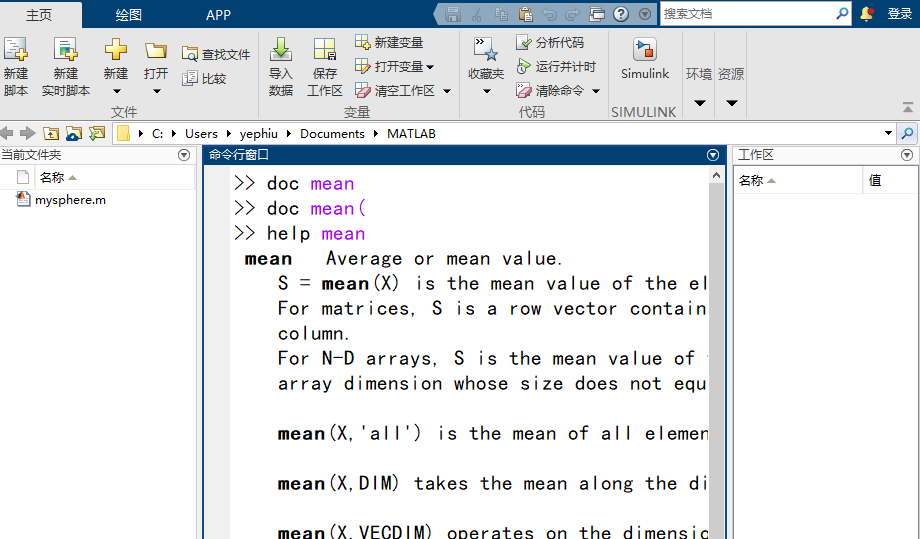 主页 绘图 APP 搜索文档 登录
新建 脚本 新建 实时脚本 新建 打开 查找文件 比较 导入 数据 保存 工作区 新建变量 打开变量 清空工作区 收藏夹 分析代码 运行并计时 清除命令 Simulink 环境 资源
文件 变量 代码 SIMULINK
C: Users yephiu Documents MATLAB
当前文件夹 命令行窗口 工作区
名称
mysphere.m
>> doc mean
>> doc mean(
>> help mean
mean Average or mean value.
S = mean(X) is the mean value of the el
For matrices, S is a row vector contain
column.
For N-D arrays, S is the mean value of
array dimension whose size does not equ
mean(X,'all') is the mean of all elemen
mean(X,DIM) takes the mean along the di
mean(X,VECDIM) operates on the dimensio
名称 值